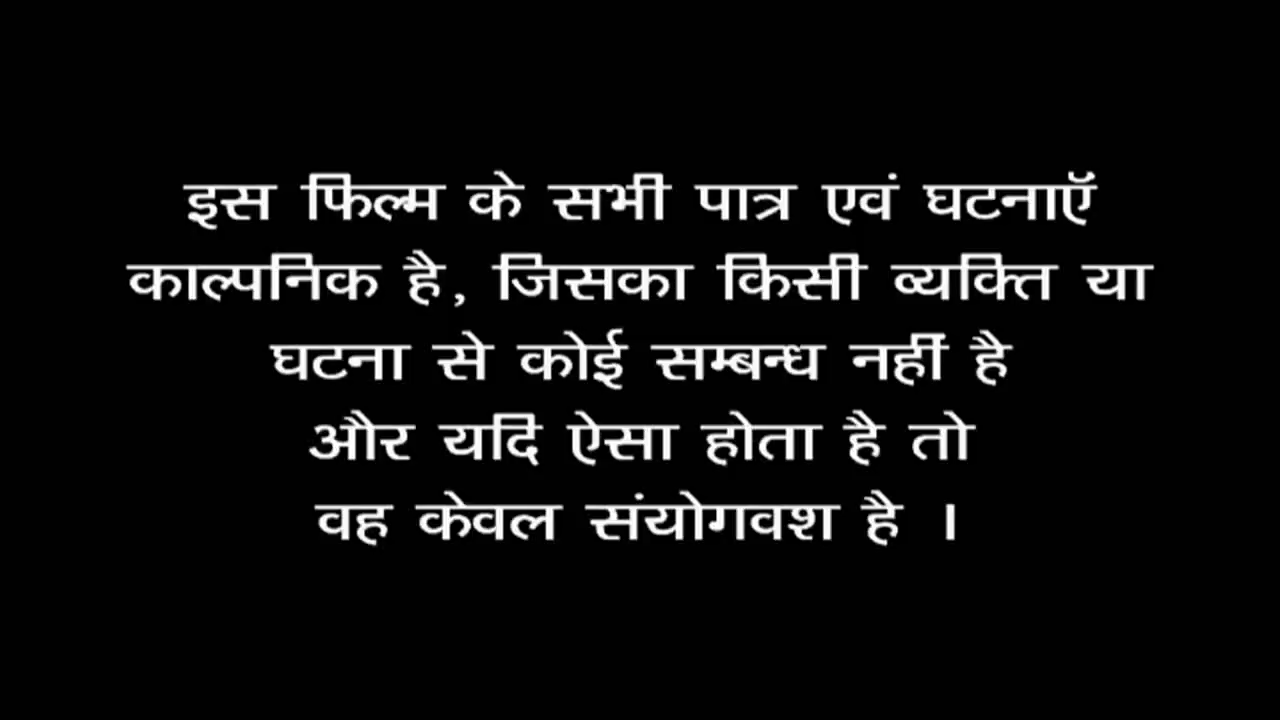 इस फिल्म के सभी पात्र एवं घटनाऍ
काल्पनिक है, जिसका किसी व्यक्ति या
घटना से कोई सम्बन्ध नहीं है
और यदि ऐसा होता है तो
वह केवल संयोगवश है ।